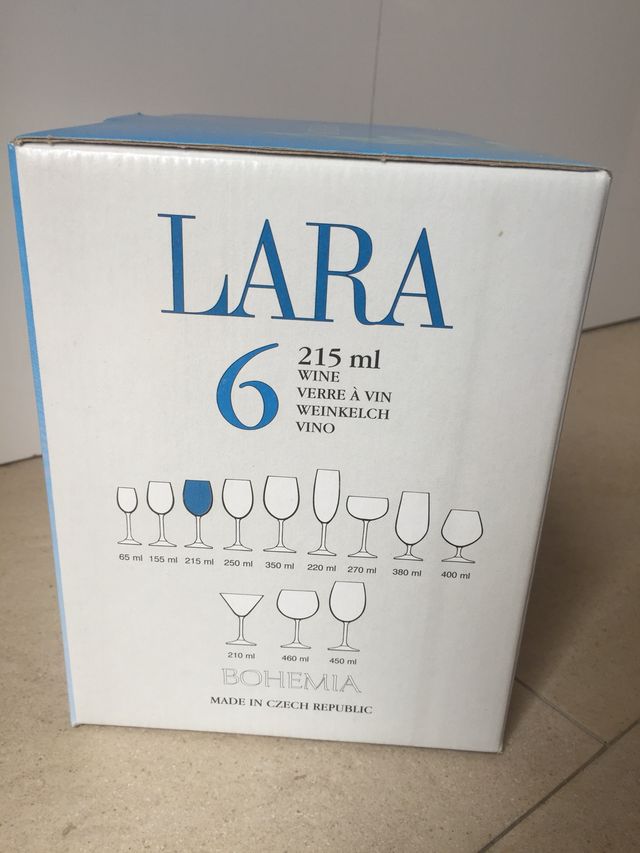 LARA
6
215 ml
WINE
VERRE À VIN
WEINKELCH
VINO
65 ml 155 ml 215 ml 250 ml 350 ml 220 ml 270 ml 380 ml 400 ml
210 ml 460 ml 450 ml
BOHEMIA
MADE IN CZECH REPUBLIC